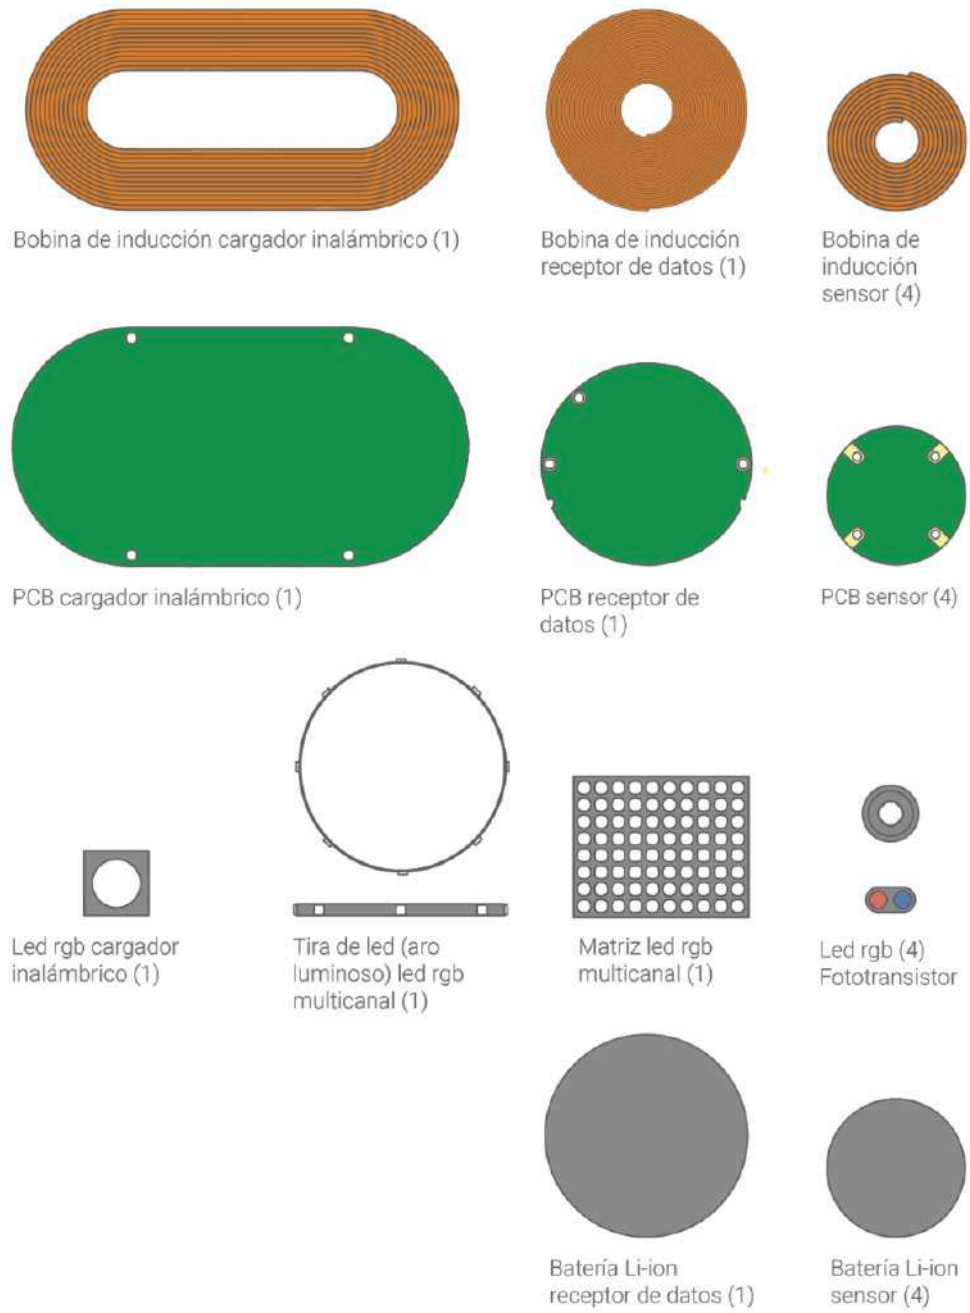 Bobina de inducción cargador inalámbrico (1)
Bobina de inducción
receptor de datos (1)
Bobina de
inducción
sensor (4)
PCB cargador inalámbrico (1)
PCB receptor de
datos (1)
PCB sensor (4)
Led rgb cargador
inalámbrico (1)
Tira de led (aro
luminoso) led rgb
multicanal (1)
Matriz led rgb
multicanal (1)
Led rgb (4)
Fototransistor
Batería Li-ion
receptor de datos (1)
Batería Li-ion
sensor (4)